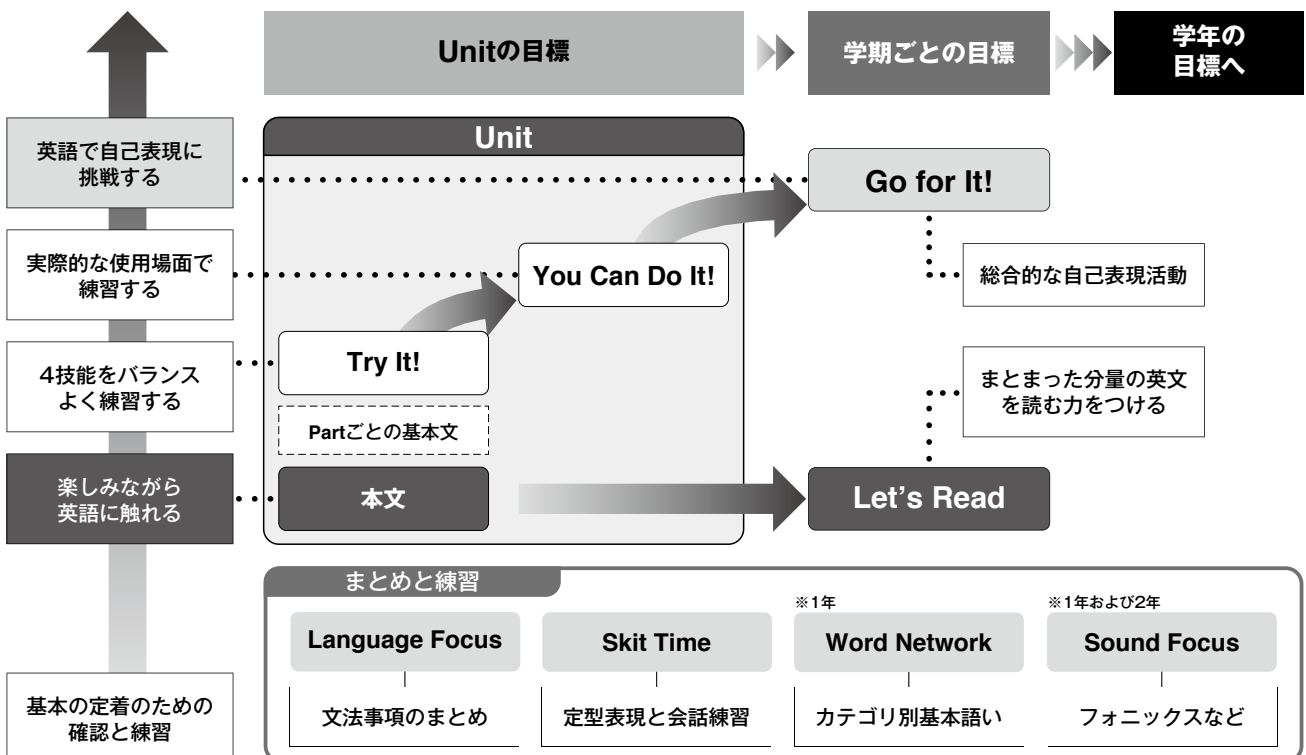 Unitの目標
学期ごとの目標
学年の
目標へ
英語で自己表現に
挑戦する
実際的な使用場面で
練習する
4技能をバランス
よく練習する
楽しみながら
英語に触れる
基本の定着のための
確認と練習
Unit
Go for It!
総合的な自己表現活動
You Can Do It!
Try It!
Partごとの基本文
本文
まとまった分量の英文
を読む力をつける
Let's Read
まとめと練習
Language Focus
文法事項のまとめ
Skit Time
定型表現と会話練習
※1年
Word Network
カテゴリ別基本語い
※1年および2年
Sound Focus
フォニックスなど